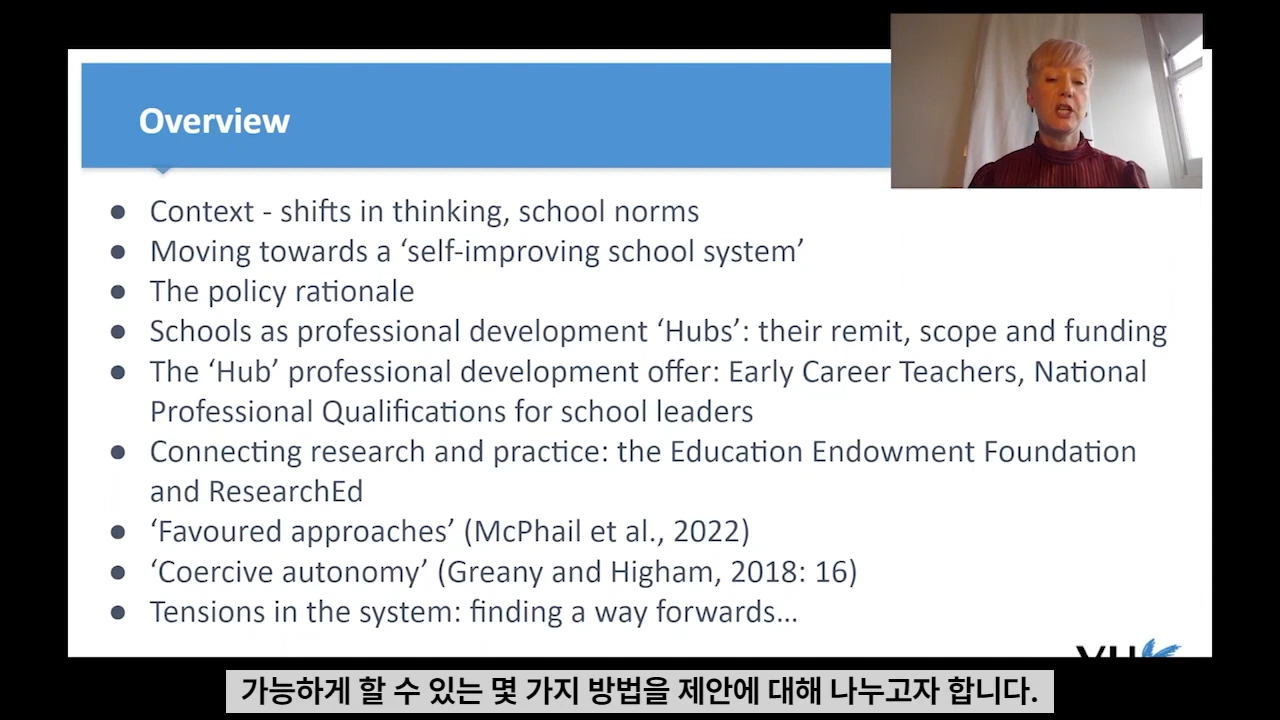 Overview
● Context - shifts in thinking, school norms
● Moving towards a ‘self-improving school system’
● The policy rationale
● Schools as professional development ‘Hubs’: their remit, scope and funding
● The ‘Hub’ professional development offer: Early Career Teachers, National
Professional Qualifications for school leaders
● Connecting research and practice: the Education Endowment Foundation
and ResearchEd
● ‘Favoured approaches’ (McPhail et al., 2022)
● ‘Coercive autonomy’ (Greany and Higham, 2018: 16)
● Tensions in the system: finding a way forwards...
가능하게 할 수 있는 몇 가지 방법을 제안에 대해 나누고자 합니다.